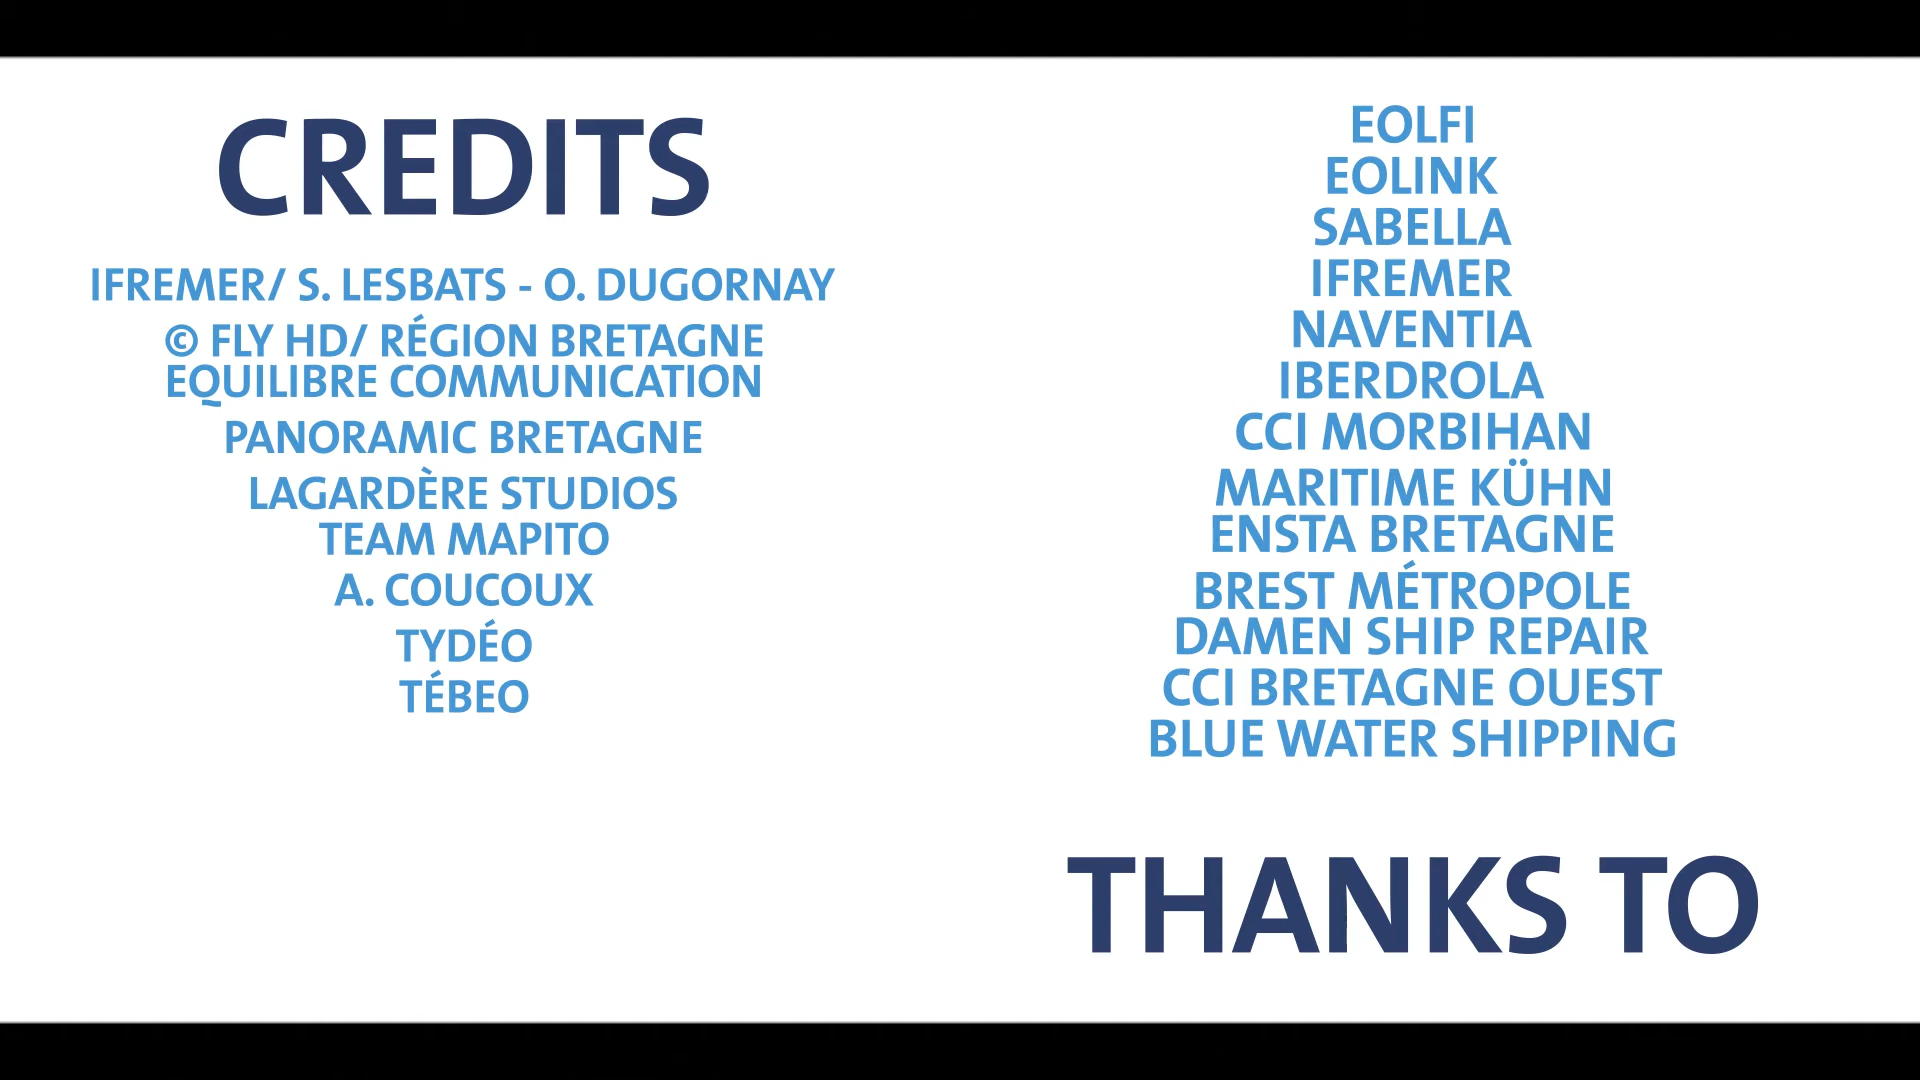 CREDITS
IFREMER/ S. LESBATS - O. DUGORNAY
© FLY HD/ RÉGION BRETAGNE
EQUILIBRE COMMUNICATION
PANORAMIC BRETAGNE
LAGARDÈRE STUDIOS
TEAM MAPITO
A. COUCOUX
TYDÉO
TÉBEO
EOLFI
EOLINK
SABELLA
IFREMER
NAVENTIA
IBERDROLA
CCI MORBIHAN
MARITIME KÜHN
ENSTA BRETAGNE
BREST MÉTROPOLE
DAMEN SHIP REPAIR
CCI BRETAGNE OUEST
BLUE WATER SHIPPING
THANKS TO